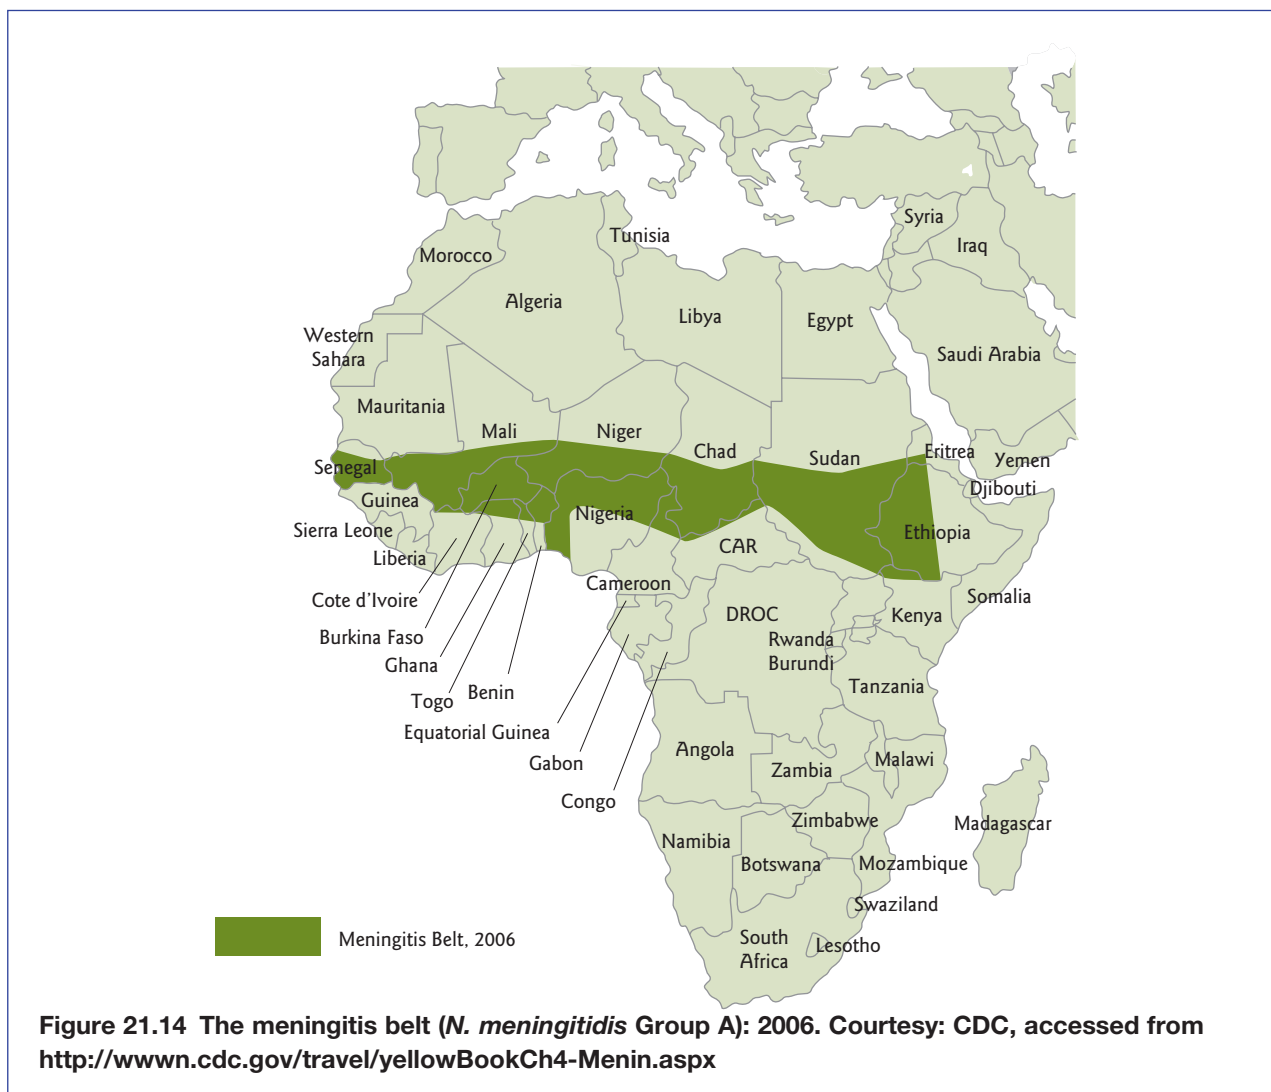 Syria
Tunisia
Iraq
Morocco
Algeria
Libya
Egypt
Western
Sahara
Saudi Arabia
Mauritania
Mali
Niger
Chad
Sudan
Eritrea
Yemen
Senegal
Djibouti
Guinea
Nigeria
Sierra Leone
Ethiopia
Liberia
CAR
Cameroon
Cote d'Ivoire
Somalia
DROC
Kenya
Burkina Faso
Rwanda
Burundi
Ghana
Tanzania
Togo
Benin
Equatorial Guinea
Angola
Gabon
Zambia
Malawi
Congo
Zimbabwe
Madagascar
Namibia
Botswana
Mozambique
Swaziland
South
Africa
Lesotho
Meningitis Belt, 2006
Figure 21.14 The meningitis belt (N. meningitidis Group A): 2006. Courtesy: CDC, accessed from
http://wwwn.cdc.gov/travel/yellowBookCh4-Menin.aspx